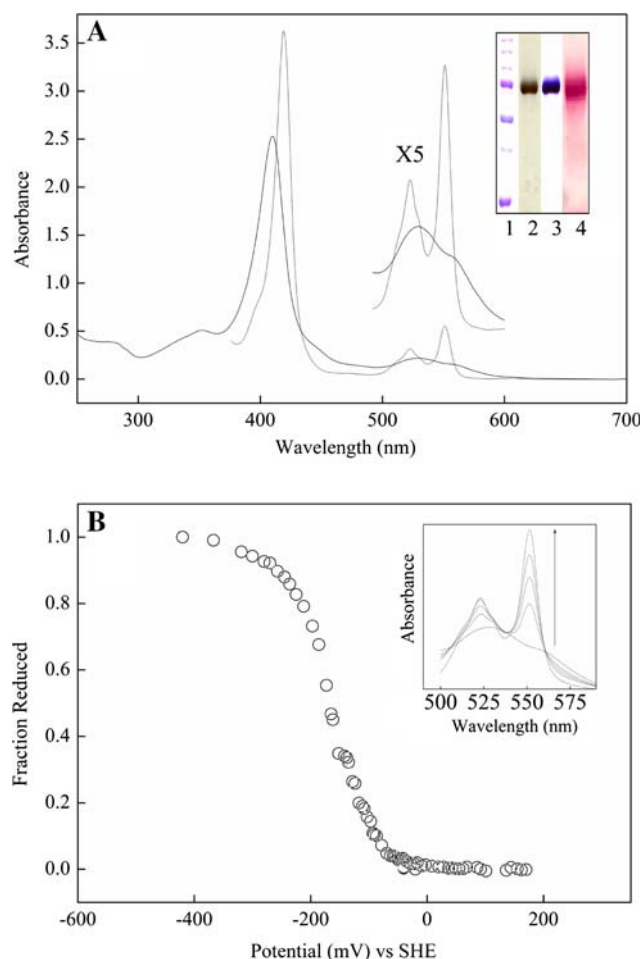 A
3.5
3.0
2.5
2.0
1.5
1.0
0.5
0.0
Absorbance
X5
1 2 3 4
300 400 500 600 700
Wavelength (nm)
B
1.0
0.8
0.6
0.4
0.2
0.0
Fraction Reduced
Absorbance
500 525 550 575
Wavelength (nm)
-600 -400 -200 0 200
Potential (mV) vs SHE